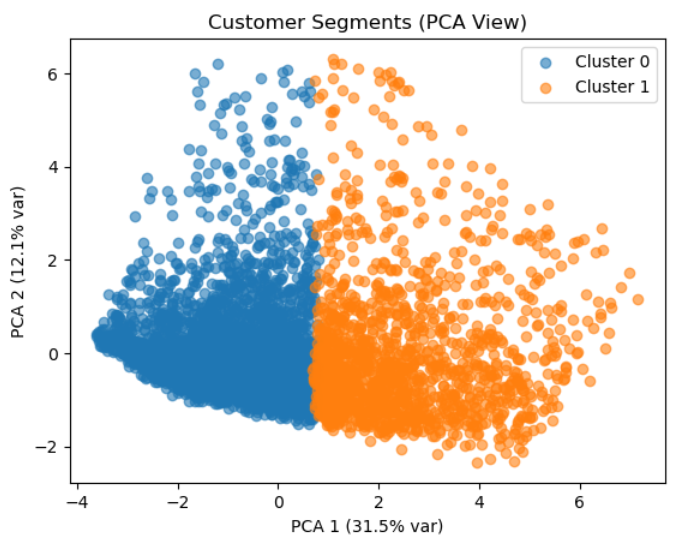 Customer Segments (PCA View)
Cluster 0
Cluster 1
6
4
2
0
−2
PCA 2 (12.1% var)
−4
−2
0
2
4
6
PCA 1 (31.5% var)